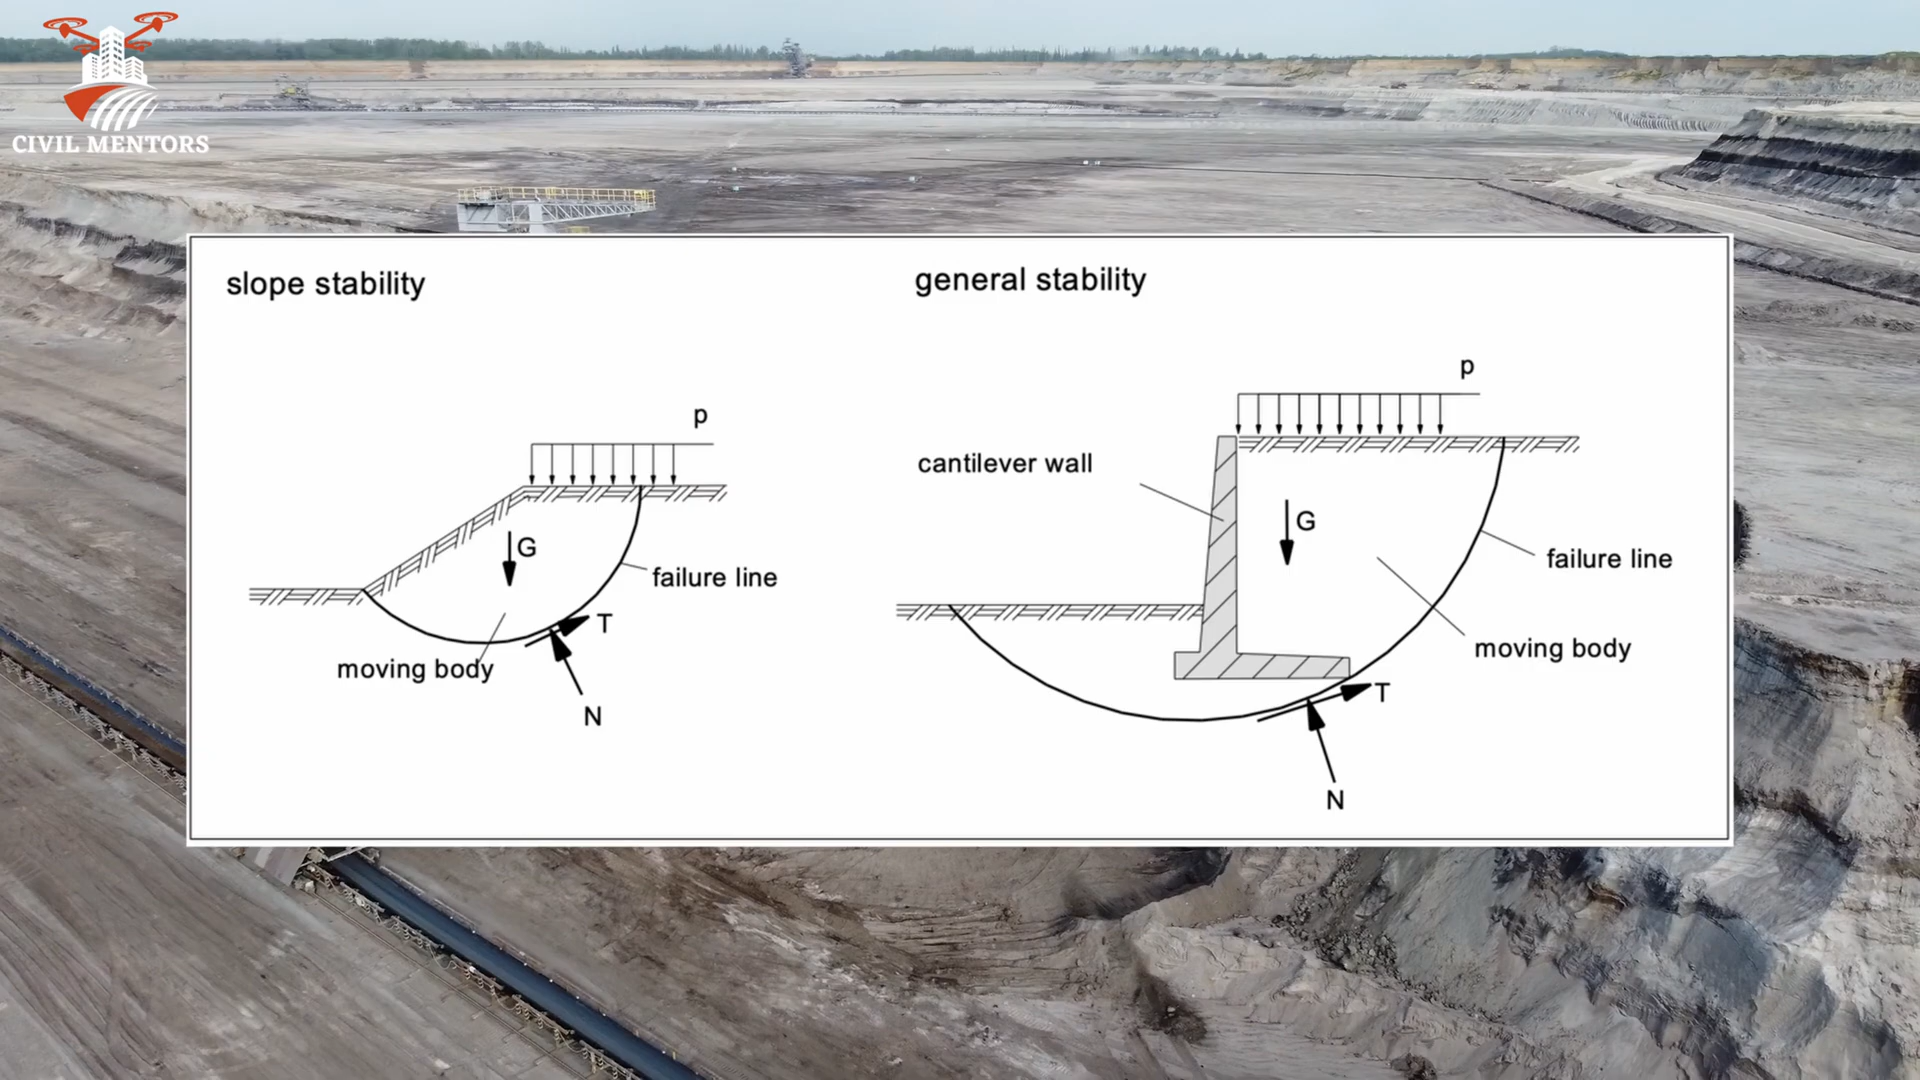 CIVIL MENTORS
slope stability
p
G
failure line
T
moving body
N
general stability
p
cantilever wall
G
failure line
moving body
T
N